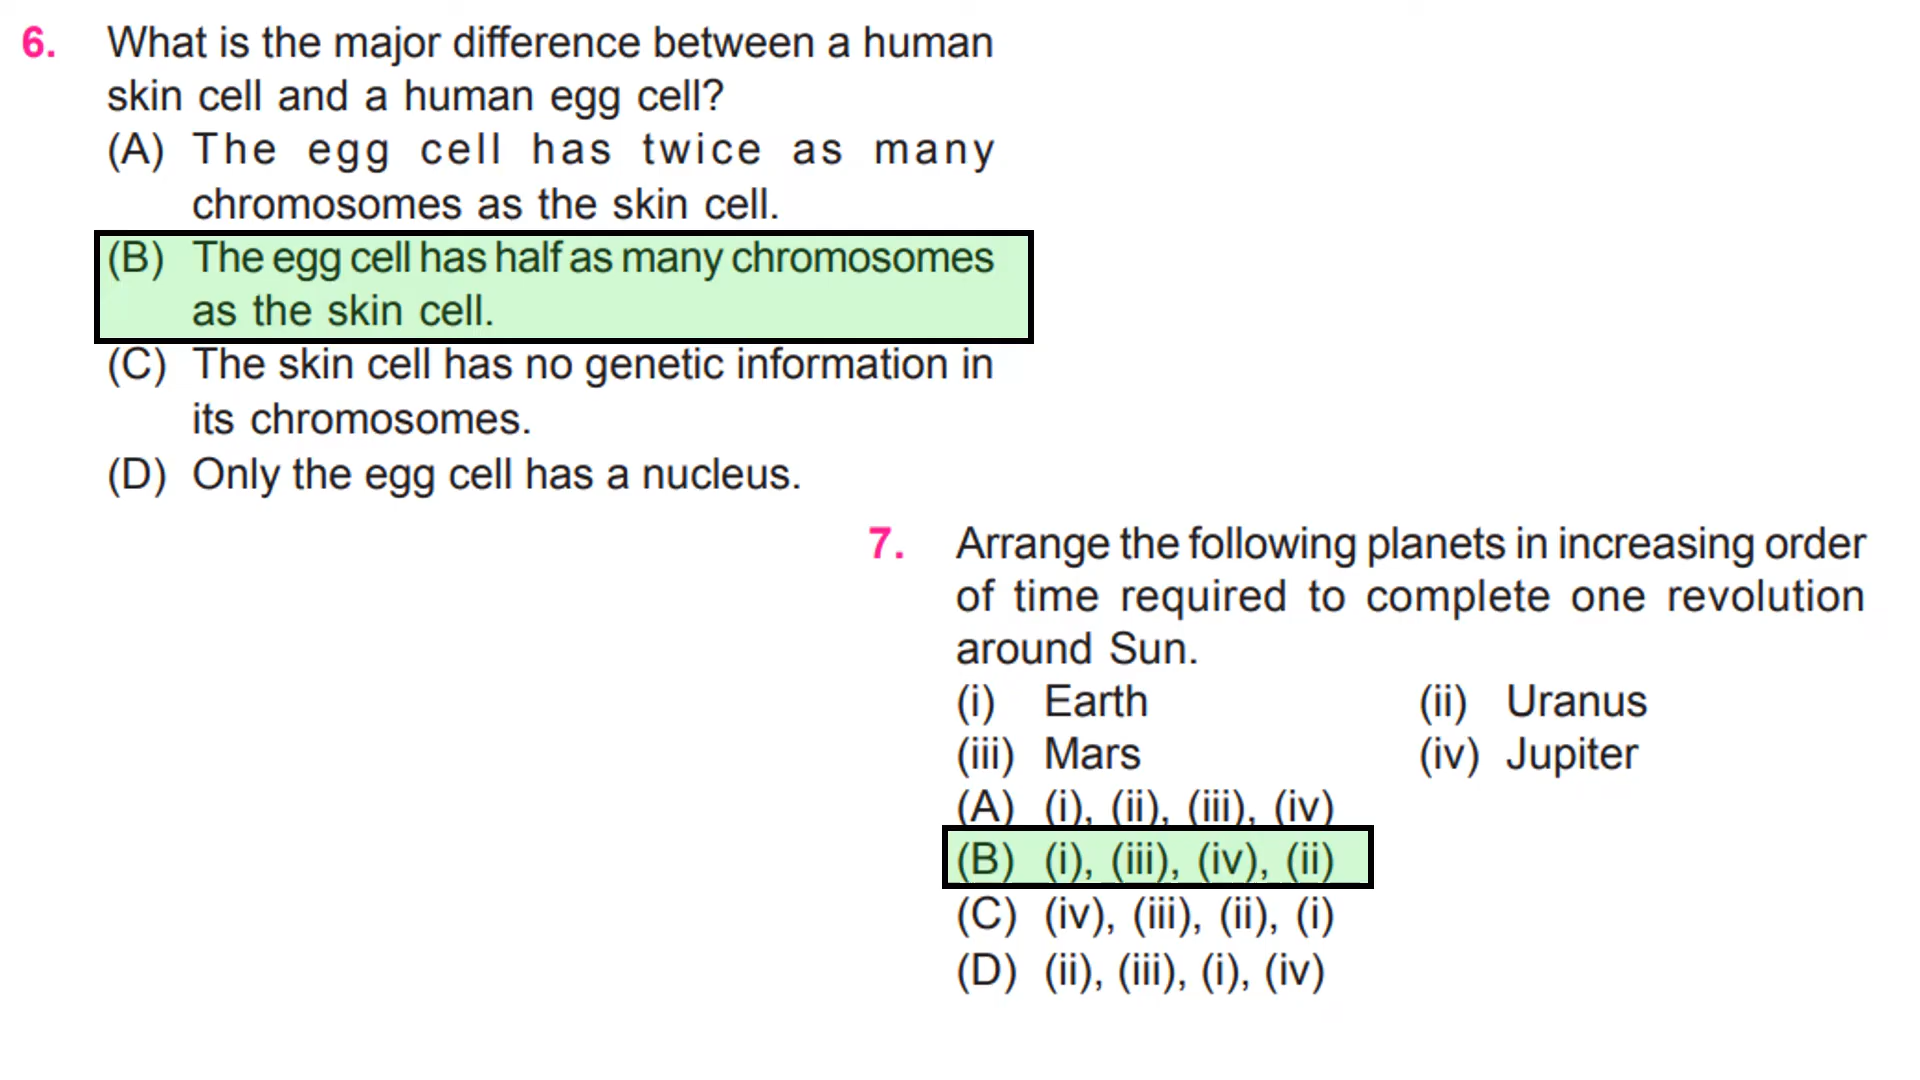 6. What is the major difference between a human
skin cell and a human egg cell?
(A) The egg cell has twice as many
chromosomes as the skin cell.
(B) The egg cell has half as many chromosomes
as the skin cell.
(C) The skin cell has no genetic information in
its chromosomes.
(D) Only the egg cell has a nucleus.
7. Arrange the following planets in increasing order
of time required to complete one revolution
around Sun.
(i) Earth (ii) Uranus
(iii) Mars (iv) Jupiter
(A) (i), (ii), (iii), (iv)
(B) (i), (iii), (iv), (ii)
(C) (iv), (iii), (ii), (i)
(D) (ii), (iii), (i), (iv)